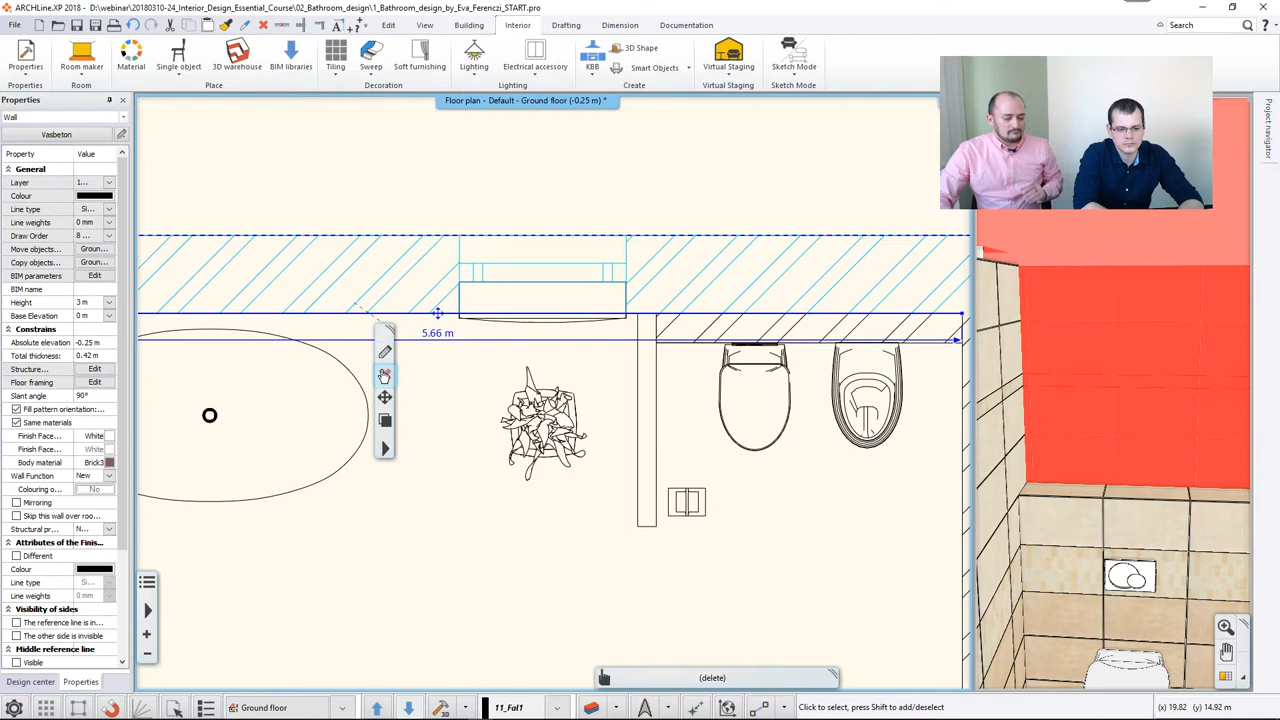 ARCHLine.XP 2018 - D:\webinar\20180310-24_Interior_Design_Essential_Course\02_Bathroom_design\1_Bathroom_design_by_Eva_Ferenczi_START.pro
Edit View Building Interior Drafting Dimension Documentation Search
Properties Room maker Material Single object 3D warehouse BIM libraries Tiling Sweep Soft furnishing Lighting Electrical accessory KBB 3D Shape Smart Objects Virtual Staging Sketch Mode
Properties Room Place Decoration Lighting Virtual Staging Sketch Mode
Properties
Wall
Vasbeton
Property Value
General
Layer 1...
Colour
Line type Si...
Line weights 0 mm
Draw Order 8 ...
Move objects... Groun...
Copy objects... Groun...
BIM parameters Edit
BIM name
Height 3 m
Base Elevation 0 m
Constrains
Absolute elevation -0.25 m
Total thickness: 0.42 m
Structure... Edit
Floor framing Edit
Slant angle 90°
Fill pattern orientation:...
Same materials
Finish Face... White
Finish Face... White
Body material Brick3
Wall Function New
Colouring o... No
Mirroring
Skip this wall over roo...
Structural pr... N...
Attributes of the Finis...
Different
Colour
Line type Si...
Line weights 0 mm
Visibility of sides
The reference line is in...
The other side is invisible
Middle reference line
Visible
Design center Properties
Floor plan - Default - Ground floor (-0.25 m) *
5.66 m
(delete)
Project navigator
Ground floor
30
11_Fal1
Click to select, press Shift to add/deselect
(x) 19.82 (y) 14.92 m